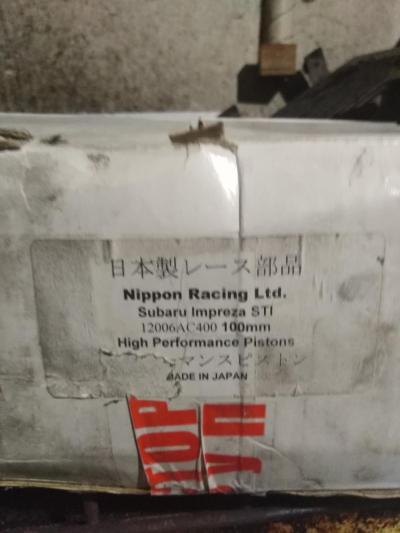 日本製レース部品
Nippon Racing Ltd.
Subaru Impreza STI
12006AC400 100mm
High Performance Pistons
マンスピストン
MADE IN JAPAN